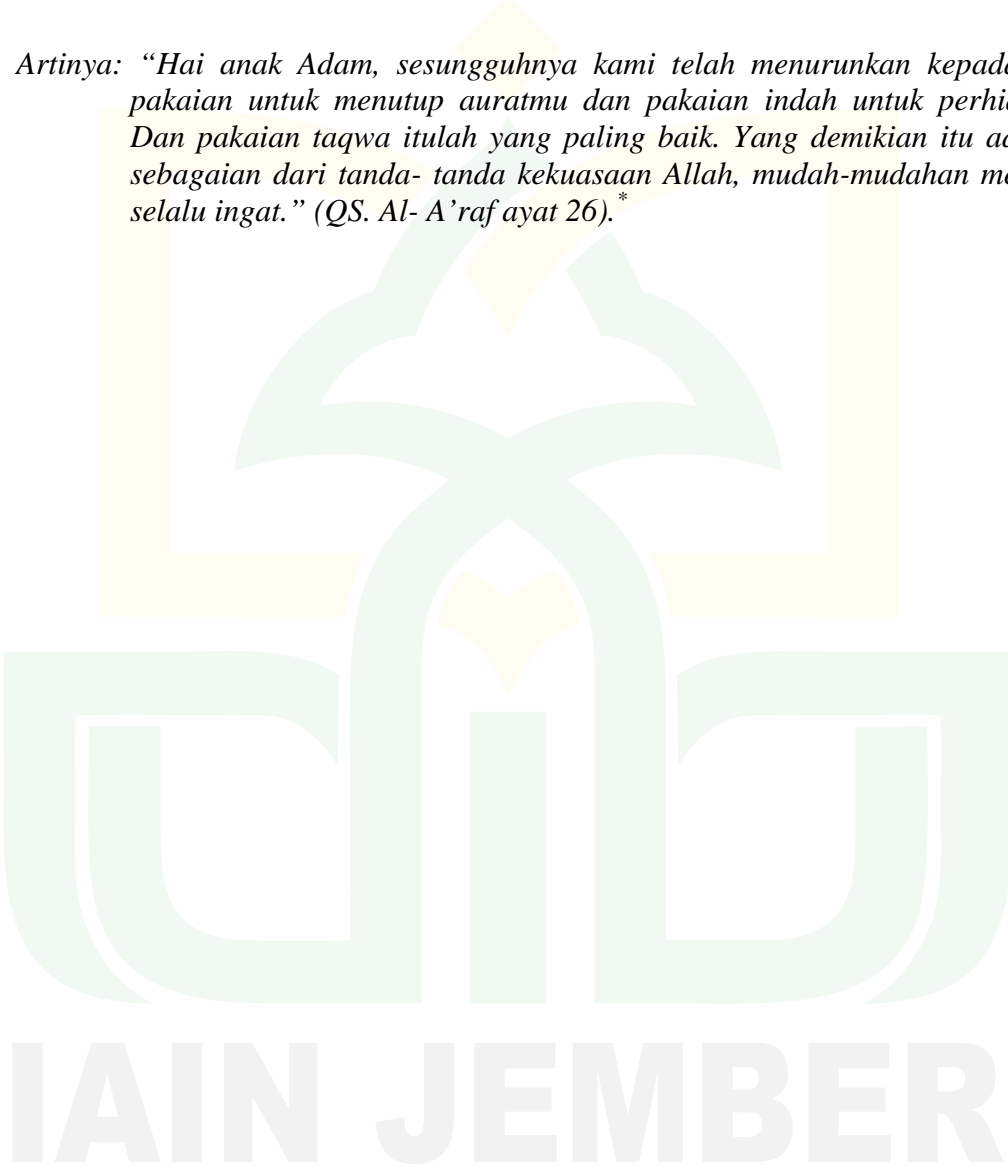 Artinya: “Hai anak Adam, sesungguhnya kami telah menurunkan
pakaian untuk menutup auratmu dan pakaian indah untuk
Dan pakaian taqwa itulah yang paling baik. Yang demikian itu
sebagaian dari tanda- tanda kekuasaan Allah, mudah-mudahan
selalu ingat.” (QS. Al- A’raf ayat 26).*
IAIN JEMBER